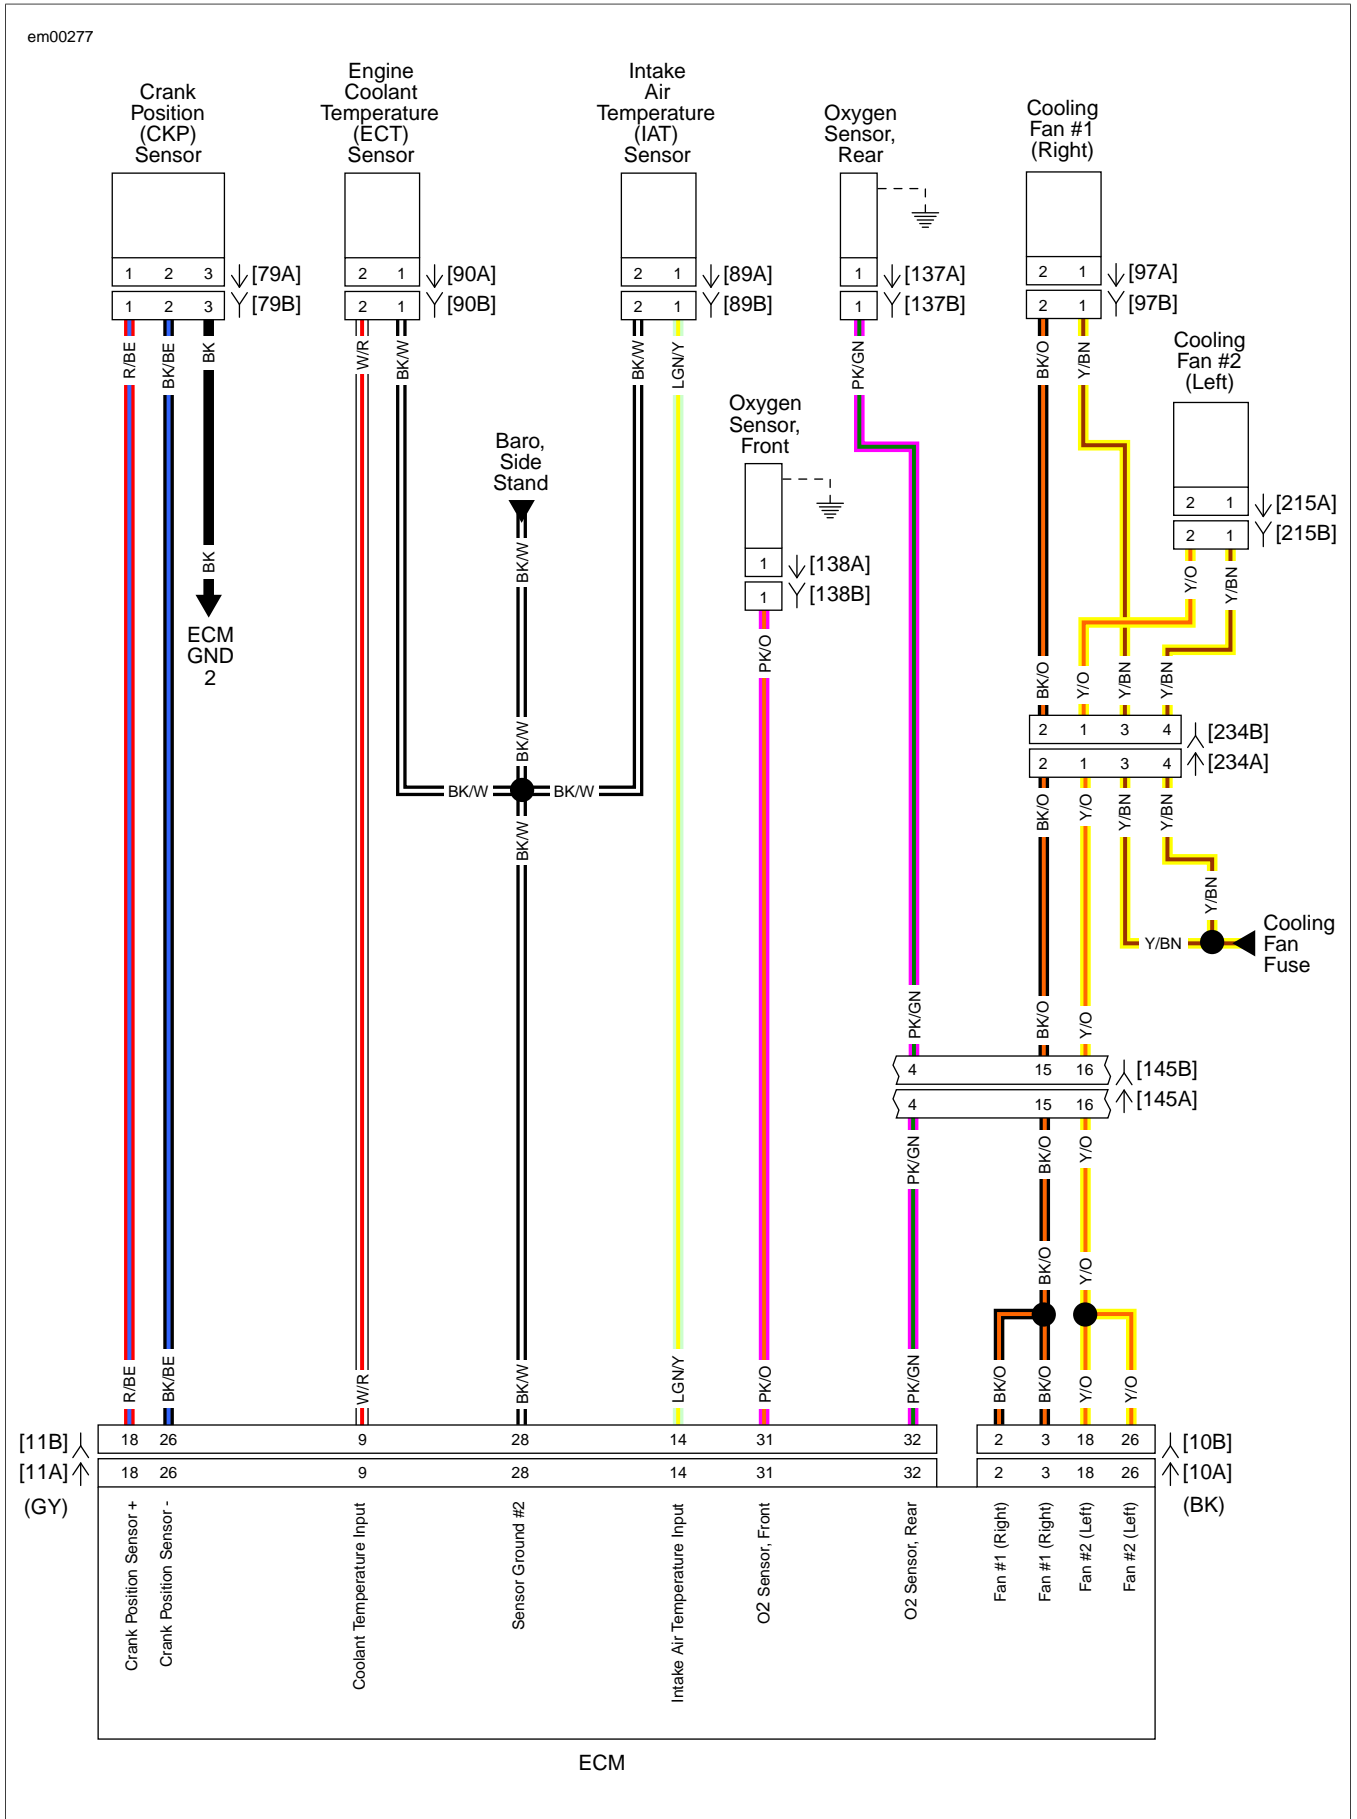 em00277
Crank
Position
(CKP)
Sensor
Engine
Coolant
Temperature
(ECT)
Sensor
Intake
Air
Temperature
(IAT)
Sensor
Oxygen
Sensor,
Rear
Cooling
Fan #1
(Right)
1 2 3 [79A]
1 2 3 [79B]
2 1 [90A]
2 1 [90B]
2 1 [89A]
2 1 [89B]
1 [137A]
1 [137B]
2 1 [97A]
2 1 [97B]
R/BE
BK/BE
BK
W/R
BK/W
BK/W
LGN/Y
PK/GN
BK/O
Y/BN
Cooling
Fan #2
(Left)
2 1 [215A]
2 1 [215B]
Y/O
Y/BN
Oxygen
Sensor,
Front
1 [138A]
1 [138B]
PK/O
Baro,
Side
Stand
BK/W
BK
ECM
GND
2
BK/O
Y/O
Y/BN
Y/BN
2 1 3 4 [234B]
2 1 3 4 [234A]
BK/W
BK/W
BK/W
BK/W
BK/O
Y/O
Y/BN
Y/BN
Y/BN
Y/BN
Cooling
Fan
Fuse
PK/GN
BK/O
Y/O
4 15 16 [145B]
4 15 16 [145A]
PK/GN
BK/O
Y/O
BK/O
Y/O
R/BE
BK/BE
W/R
BK/W
LGN/Y
PK/O
PK/GN
BK/O
BK/O
Y/O
Y/O
[11B] 18 26 9 28 14 31 32
[11A] 18 26 9 28 14 31 32
(GY)
2 3 18 26 [10B]
2 3 18 26 [10A]
(BK)
Crank Position Sensor +
Crank Position Sensor -
Coolant Temperature Input
Sensor Ground #2
Intake Air Temperature Input
O2 Sensor, Front
O2 Sensor, Rear
Fan #1 (Right)
Fan #1 (Right)
Fan #2 (Left)
Fan #2 (Left)
ECM